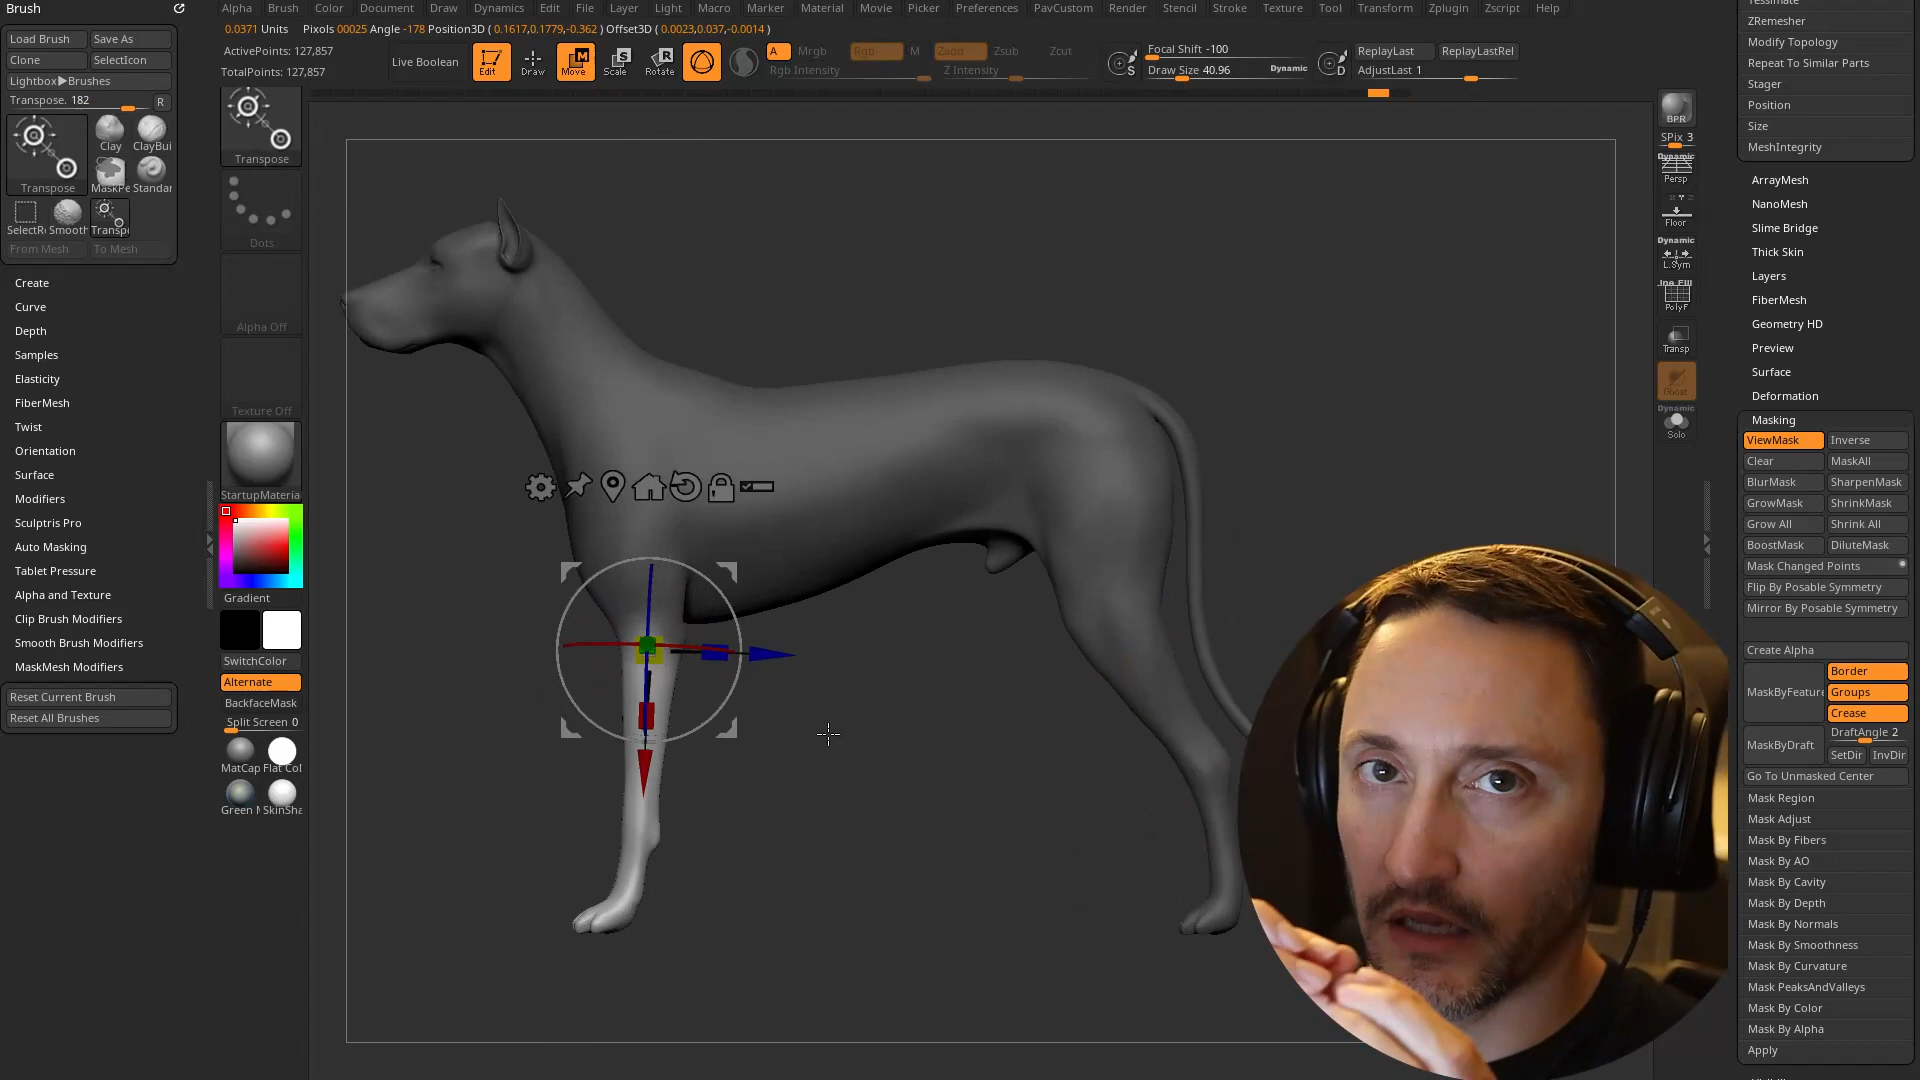 Brush
Alpha Brush Color Document Draw Dynamics Edit File Layer Light Macro Marker Material Movie Picker Preferences PavCustom Render Stencil Stroke Texture Tool Transform Zplugin Zscript Help
0.0371 Units Pixols 00025 Angle -178 Position3D ( 0.1617,0.1779,-0.362 ) Offset3D ( 0.0023,0.037,-0.0014 )
Load Brush Save As
Clone SelectIcon
Lightbox▶Brushes
Transpose. 182 R
Transpose
Clay ClayBui
MaskPe Standar
SelectRe Smooth Transpo
From Mesh To Mesh
Create
Curve
Depth
Samples
Elasticity
FiberMesh
Twist
Orientation
Surface
Modifiers
Sculptris Pro
Auto Masking
Tablet Pressure
Alpha and Texture
Clip Brush Modifiers
Smooth Brush Modifiers
MaskMesh Modifiers
Reset Current Brush
Reset All Brushes
ActivePoints: 127,857
TotalPoints: 127,857
Live Boolean
Edit Draw Move Scale Rotate
A Mrgb Rgb M Zadd Zsub Zcut
Rgb Intensity Z Intensity
Focal Shift -100
Draw Size 40.96 Dynamic
ReplayLast ReplayLastRel
AdjustLast 1
Transpose
Dots
Alpha Off
Texture Off
StartupMateria
Gradient
SwitchColor
Alternate
BackfaceMask
Split Screen 0
MatCap Flat Col
Green M SkinSha
BPR
SPix 3
Dynamic
Persp
Floor
Dynamic
L.Sym
PolyF
Transp
Ghost
Dynamic
Solo
ZRemesher
Modify Topology
Repeat To Similar Parts
Stager
Position
Size
MeshIntegrity
ArrayMesh
NanoMesh
Slime Bridge
Thick Skin
Layers
FiberMesh
Geometry HD
Preview
Surface
Deformation
Masking
ViewMask Inverse
Clear MaskAll
BlurMask SharpenMask
GrowMask ShrinkMask
Grow All Shrink All
BoostMask DiluteMask
Mask Changed Points
Flip By Posable Symmetry
Mirror By Posable Symmetry
Create Alpha
MaskByFeature Border
Groups
Crease
MaskByDraft DraftAngle 2
SetDir InvDir
Go To Unmasked Center
Mask Region
Mask Adjust
Mask By Fibers
Mask By AO
Mask By Cavity
Mask By Depth
Mask By Normals
Mask By Smoothness
Mask By Curvature
Mask PeaksAndValleys
Mask By Color
Mask By Alpha
Apply